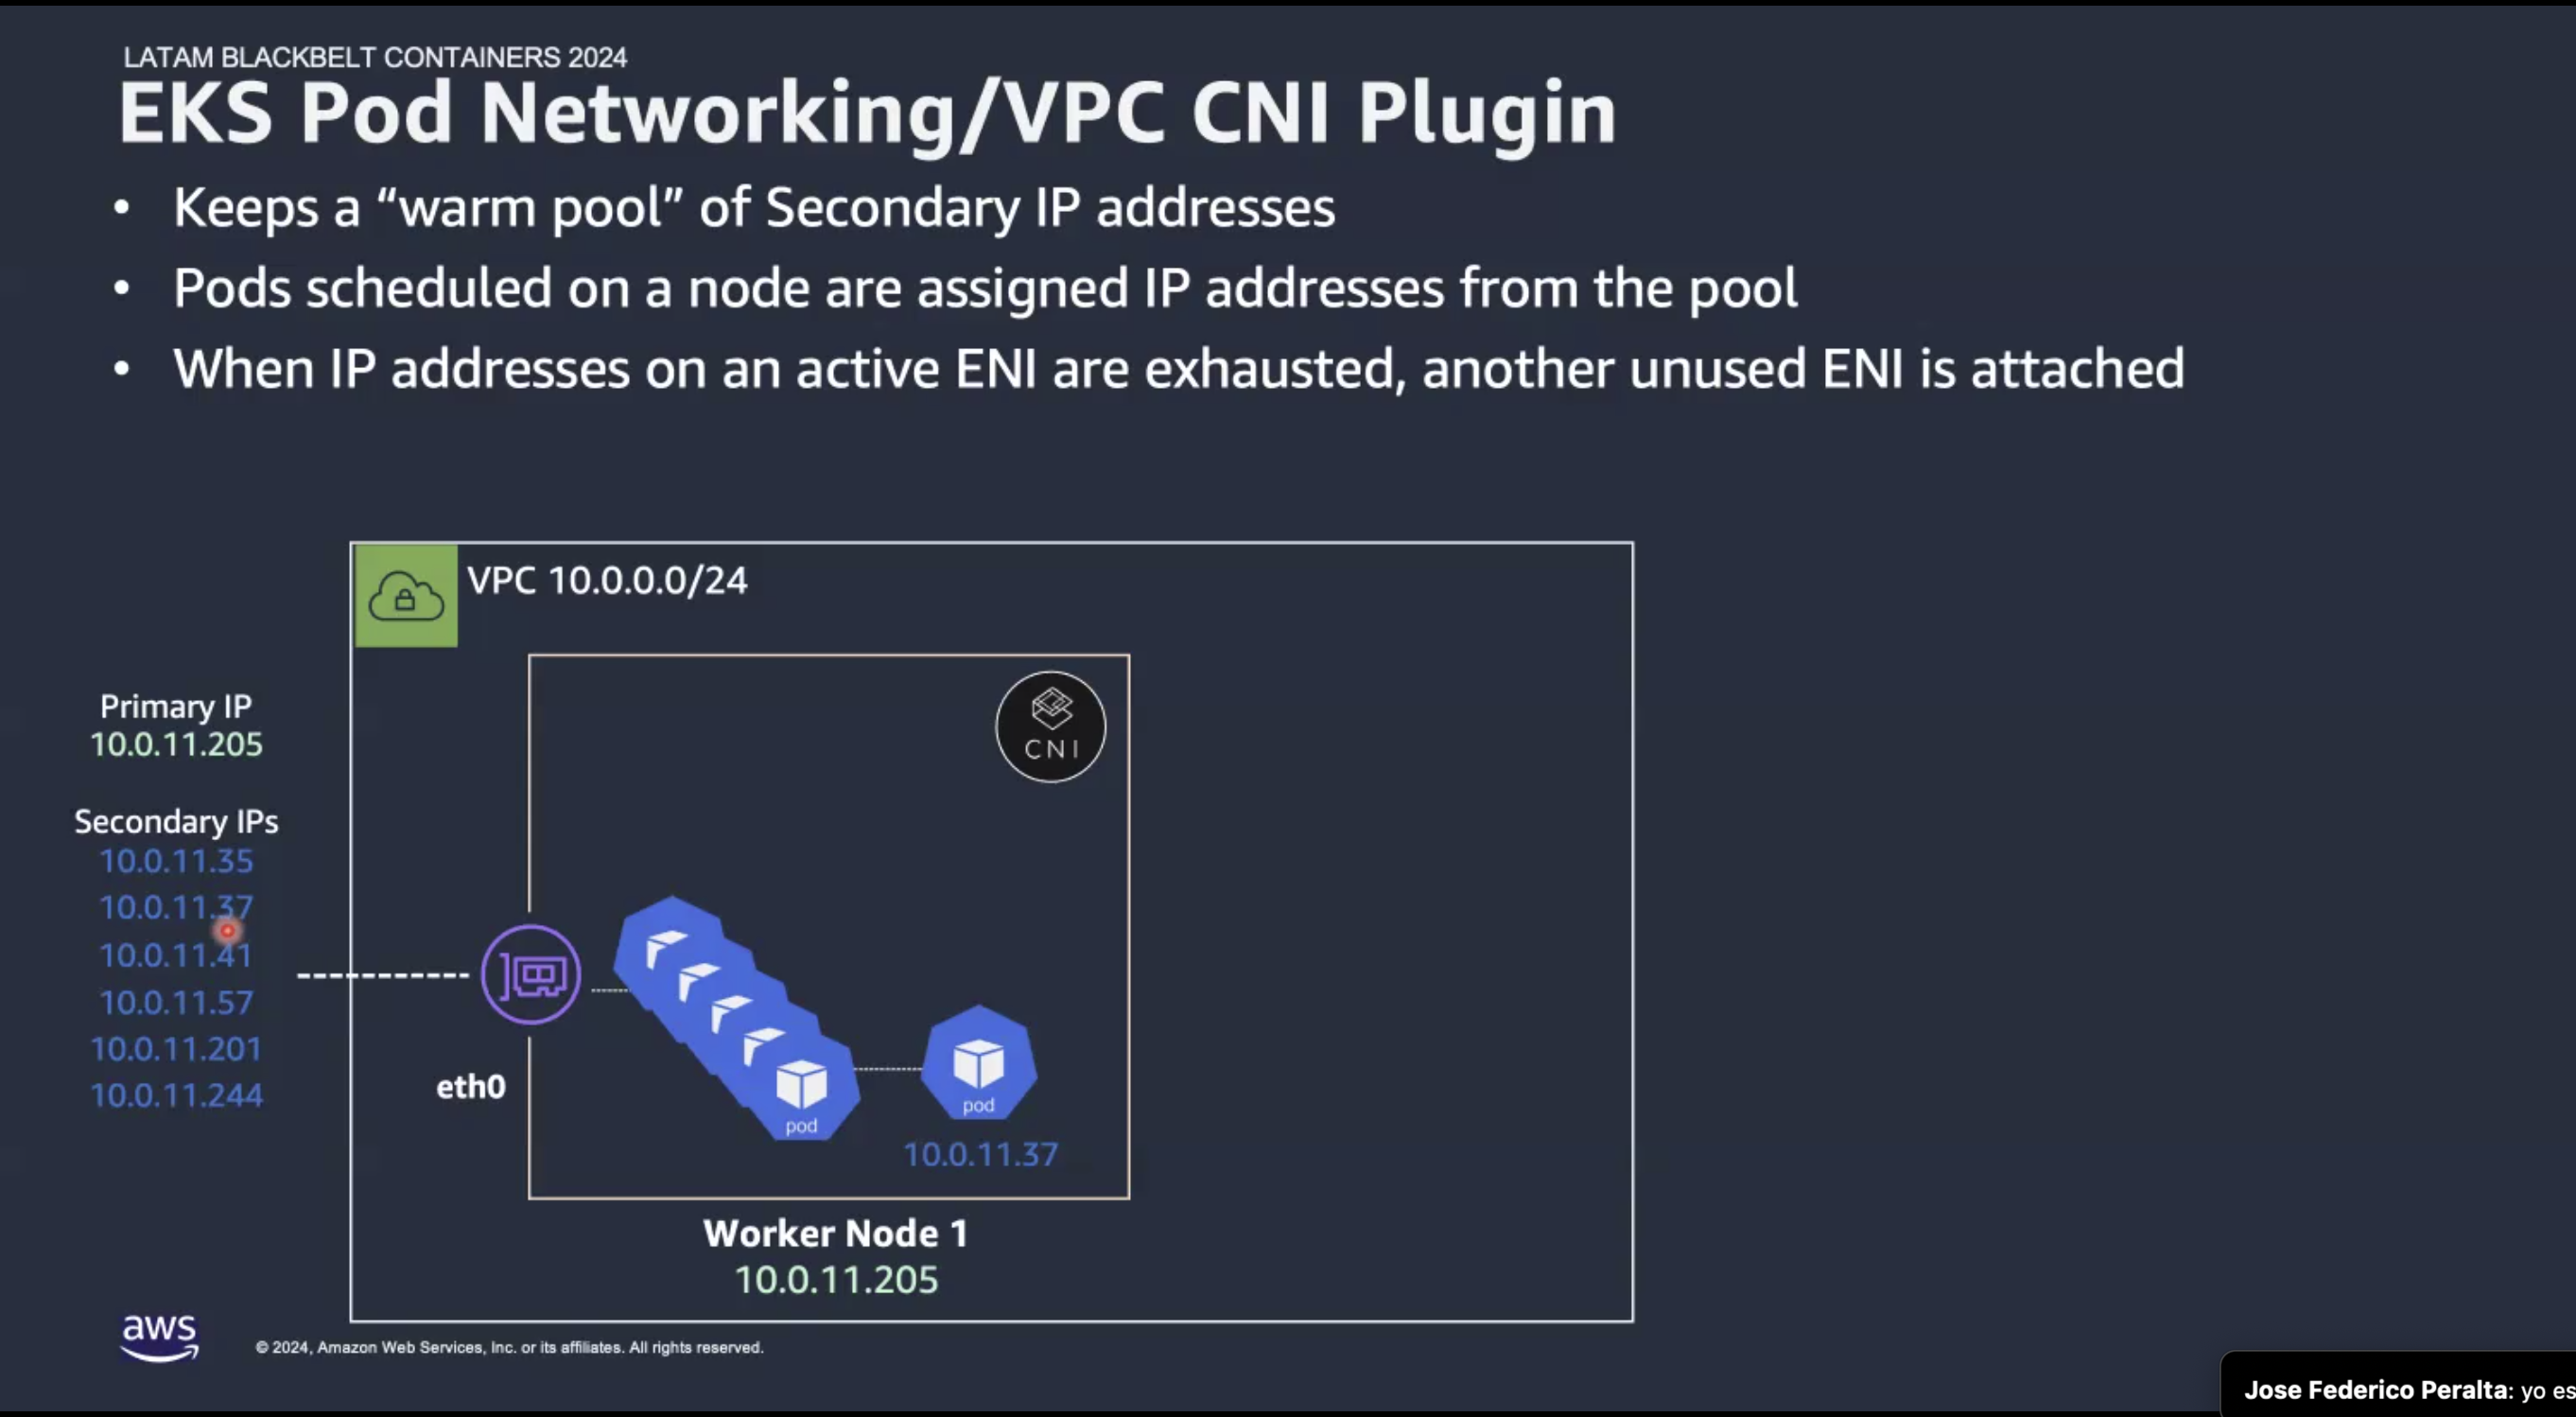 LATAM BLACKBELT CONTAINERS 2024
EKS Pod Networking/VPC CNI Plugin
• Keeps a “warm pool” of Secondary IP addresses
• Pods scheduled on a node are assigned IP addresses from the pool
• When IP addresses on an active ENI are exhausted, another unused ENI is attached
VPC 10.0.0.0/24
Primary IP
10.0.11.205
Secondary IPs
10.0.11.35
10.0.11.37
10.0.11.41
10.0.11.57
10.0.11.201
10.0.11.244
CNI
eth0
pod
pod
10.0.11.37
Worker Node 1
10.0.11.205
aws
© 2024, Amazon Web Services, Inc. or its affiliates. All rights reserved.
Jose Federico Peralta: yo es